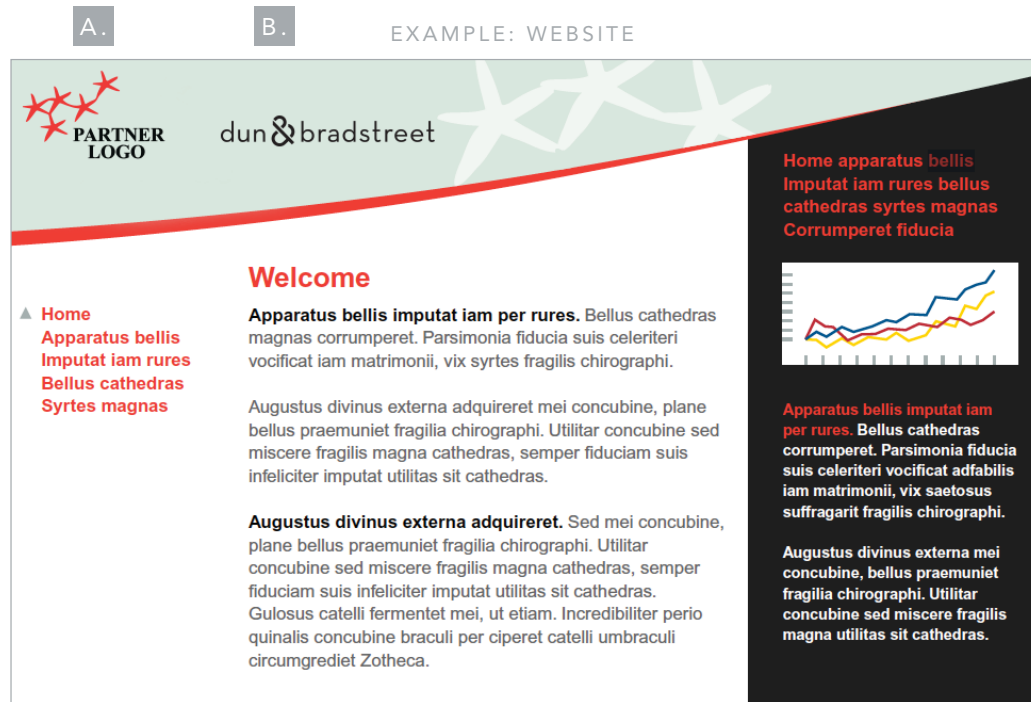 A.
B.
EXAMPLE: WEBSITE
PARTNER
LOGO
dun & bradstreet
Home
Apparatus bellis
Imputat iam rures
Bellus cathedras
Syrtes magnas
Welcome
Apparatus bellis imputat iam per rures. Bellus cathedras
magnas corrumperet. Parsimonia fiducia suis celeriteri
vocificat iam matrimonii, vix syrtes fragilis chirographi.
Augustus divinus externa adquireret mei concubine, plane
bellus praemuniet fragilia chirographi. Utilitar concubine sed
miscere fragilis magna cathedras, semper fiduciam suis
infeliciter imputat utilitas sit cathedras.
Augustus divinus externa adquireret. Sed mei concubine,
plane bellus praemuniet fragilia chirographi. Utilitar
concubine sed miscere fragilis magna cathedras, semper
fiduciam suis infeliciter imputat utilitas sit cathedras.
Gulosus catelli fermentet mei, ut etiam. Incredibiliter perio
quinalis concubine braculi per ciperet catelli umbraculi
circumgrediet Zotheca.
Home apparatus bellis
Imputat iam rures bellus
cathedras syrtes magnas
Corrumperet fiducia
Apparatus bellis imputat iam
per rures. Bellus cathedras
corrumperet. Parsimonia fiducia
suis celeriteri vocificat adfabilis
iam matrimonii, vix saetosus
suffragarit fragilis chirographi.
Augustus divinus externa mei
concubine, bellus praemuniet
fragilia chirographi. Utilitar
concubine sed miscere fragilis
magna utilitas sit cathedras.